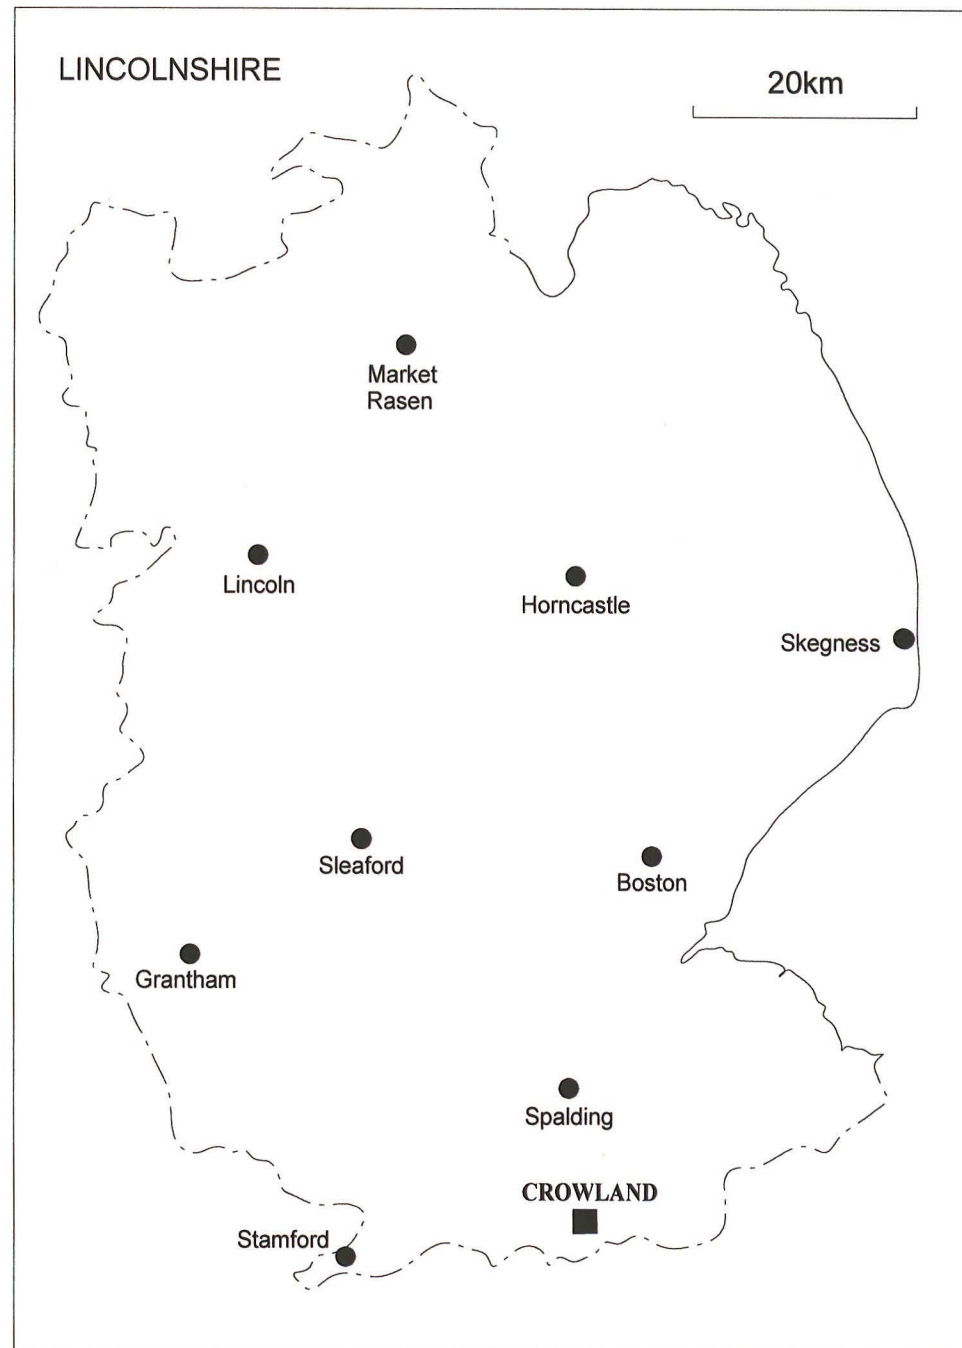 LINCOLNSHIRE
20km
Market
Rasen
Lincoln
Horncastle
Skegness
Sleaford
Boston
Grantham
Spalding
CROWLAND
Stamford